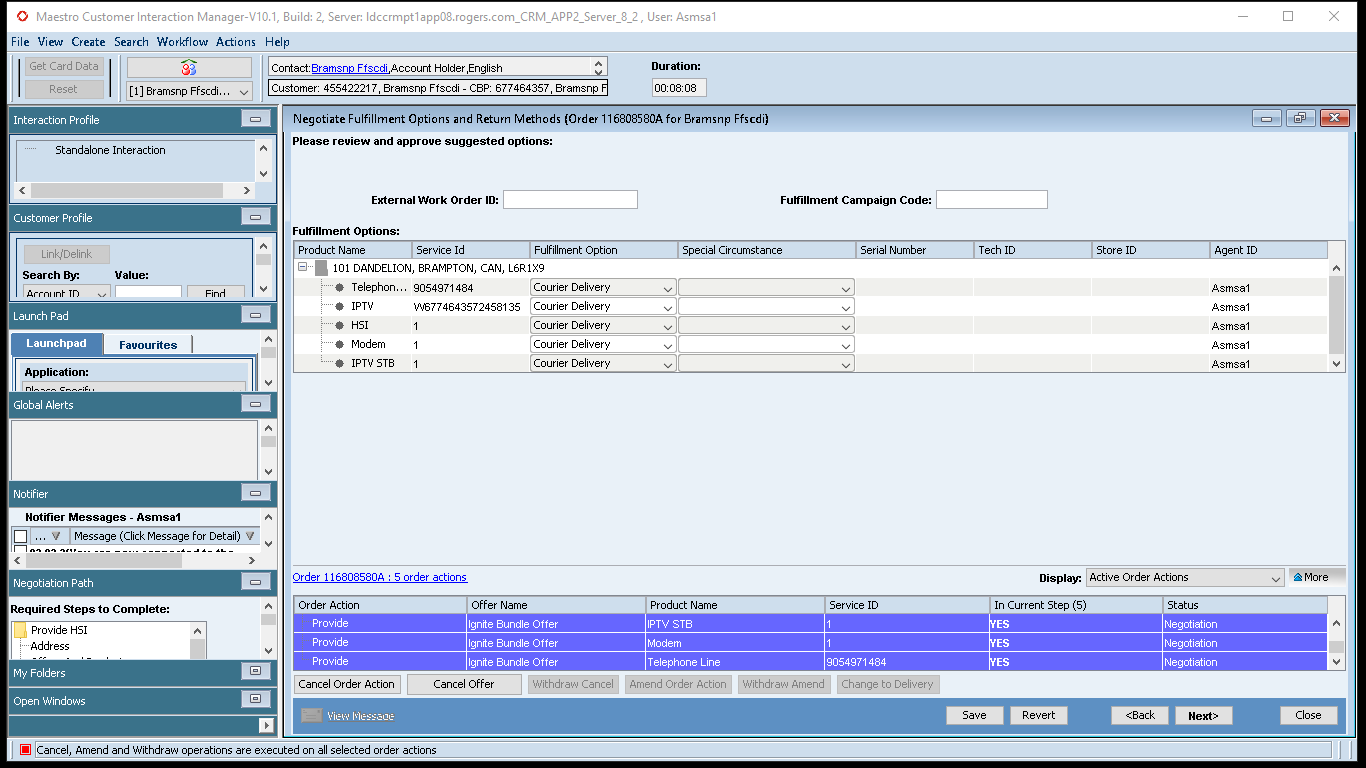 Maestro Customer Interaction Manager-V10.1, Build: 2, Server: ldccrmpt1app08.rogers.com_CRM_APP2_Server_8_2 , User: Asmsa1
File View Create Search Workflow Actions Help
Get Card Data
Reset
[1] Bramsnp Ffscdi...
Contact:Bramsnp Ffscdi,Account Holder,English
Customer: 455422217, Bramsnp Ffscdi - CBP: 677464357, Bramsnp F
Duration:
00:08:08
Interaction Profile
Standalone Interaction
Customer Profile
Link/Delink
Search By: Value:
Account ID Find
Launch Pad
Launchpad Favourites
Application:
Please Specify
Global Alerts
Notifier
Notifier Messages - Asmsa1
... Message (Click Message for Detail)
Negotiation Path
Required Steps to Complete:
Provide HSI
Address
My Folders
Open Windows
Negotiate Fulfillment Options and Return Methods (Order 116808580A for Bramsnp Ffscdi)
Please review and approve suggested options:
External Work Order ID: Fulfillment Campaign Code:
Fulfillment Options:
Product Name Service Id Fulfillment Option Special Circumstance Serial Number Tech ID Store ID Agent ID
101 DANDELION, BRAMPTON, CAN, L6R1X9
Telephon... 9054971484 Courier Delivery Asmsa1
IPTV VV6774643572458135 Courier Delivery Asmsa1
HSI 1 Courier Delivery Asmsa1
Modem 1 Courier Delivery Asmsa1
IPTV STB 1 Courier Delivery Asmsa1
Order 116808580A : 5 order actions
Display: Active Order Actions More
Order Action Offer Name Product Name Service ID In Current Step (5) Status
Provide Ignite Bundle Offer IPTV STB 1 YES Negotiation
Provide Ignite Bundle Offer Modem 1 YES Negotiation
Provide Ignite Bundle Offer Telephone Line 9054971484 YES Negotiation
Cancel Order Action Cancel Offer Withdraw Cancel Amend Order Action Withdraw Amend Change to Delivery
View Message Save Revert <Back Next> Close
Cancel, Amend and Withdraw operations are executed on all selected order actions